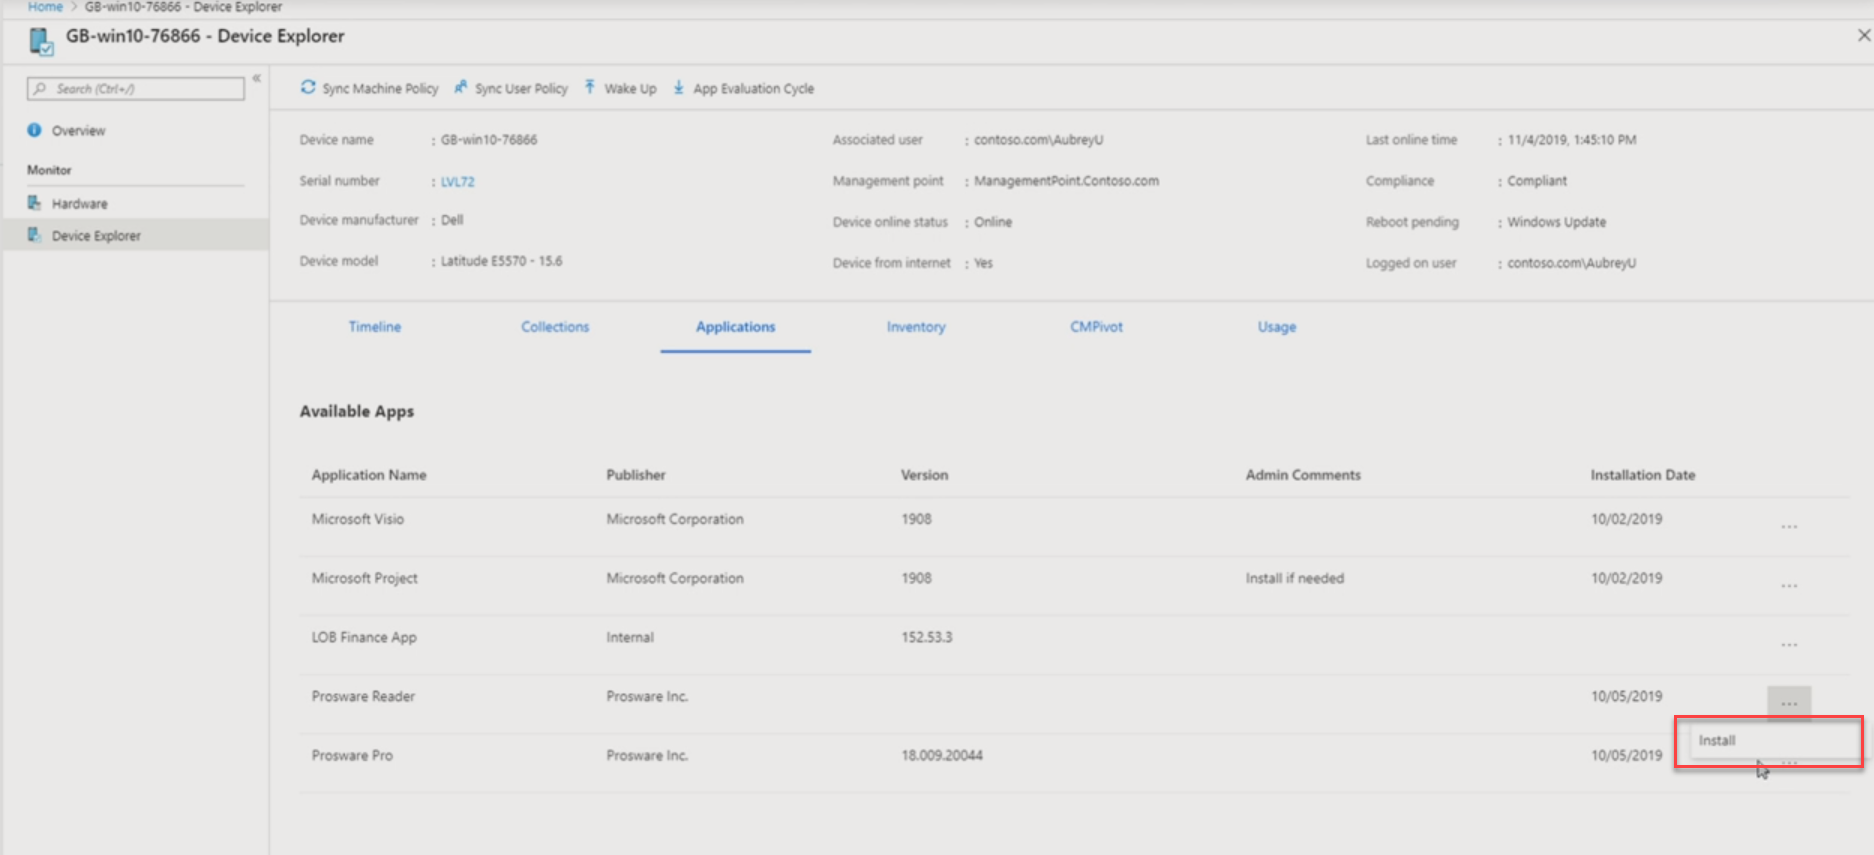 Home > GB-win10-76866 - Device Explorer
GB-win10-76866 - Device Explorer
Search (Ctrl+/)
Overview
Monitor
Hardware
Device Explorer
Sync Machine Policy Sync User Policy Wake Up App Evaluation Cycle
Device name : GB-win10-76866 Associated user : contoso.com\AubreyU Last online time : 11/4/2019, 1:45:10 PM
Serial number : LVL72 Management point : ManagementPoint.Contoso.com Compliance : Compliant
Device manufacturer : Dell Device online status : Online Reboot pending : Windows Update
Device model : Latitude E5570 - 15.6 Device from internet : Yes Logged on user : contoso.com\AubreyU
Timeline Collections Applications Inventory CMPivot Usage
Available Apps
Application Name Publisher Version Admin Comments Installation Date
Microsoft Visio Microsoft Corporation 1908 10/02/2019 ...
Microsoft Project Microsoft Corporation 1908 Install if needed 10/02/2019 ...
LOB Finance App Internal 152.53.3 ...
Prosware Reader Prosware Inc. 10/05/2019 ...
Install
Prosware Pro Prosware Inc. 18.009.20044 10/05/2019 ...